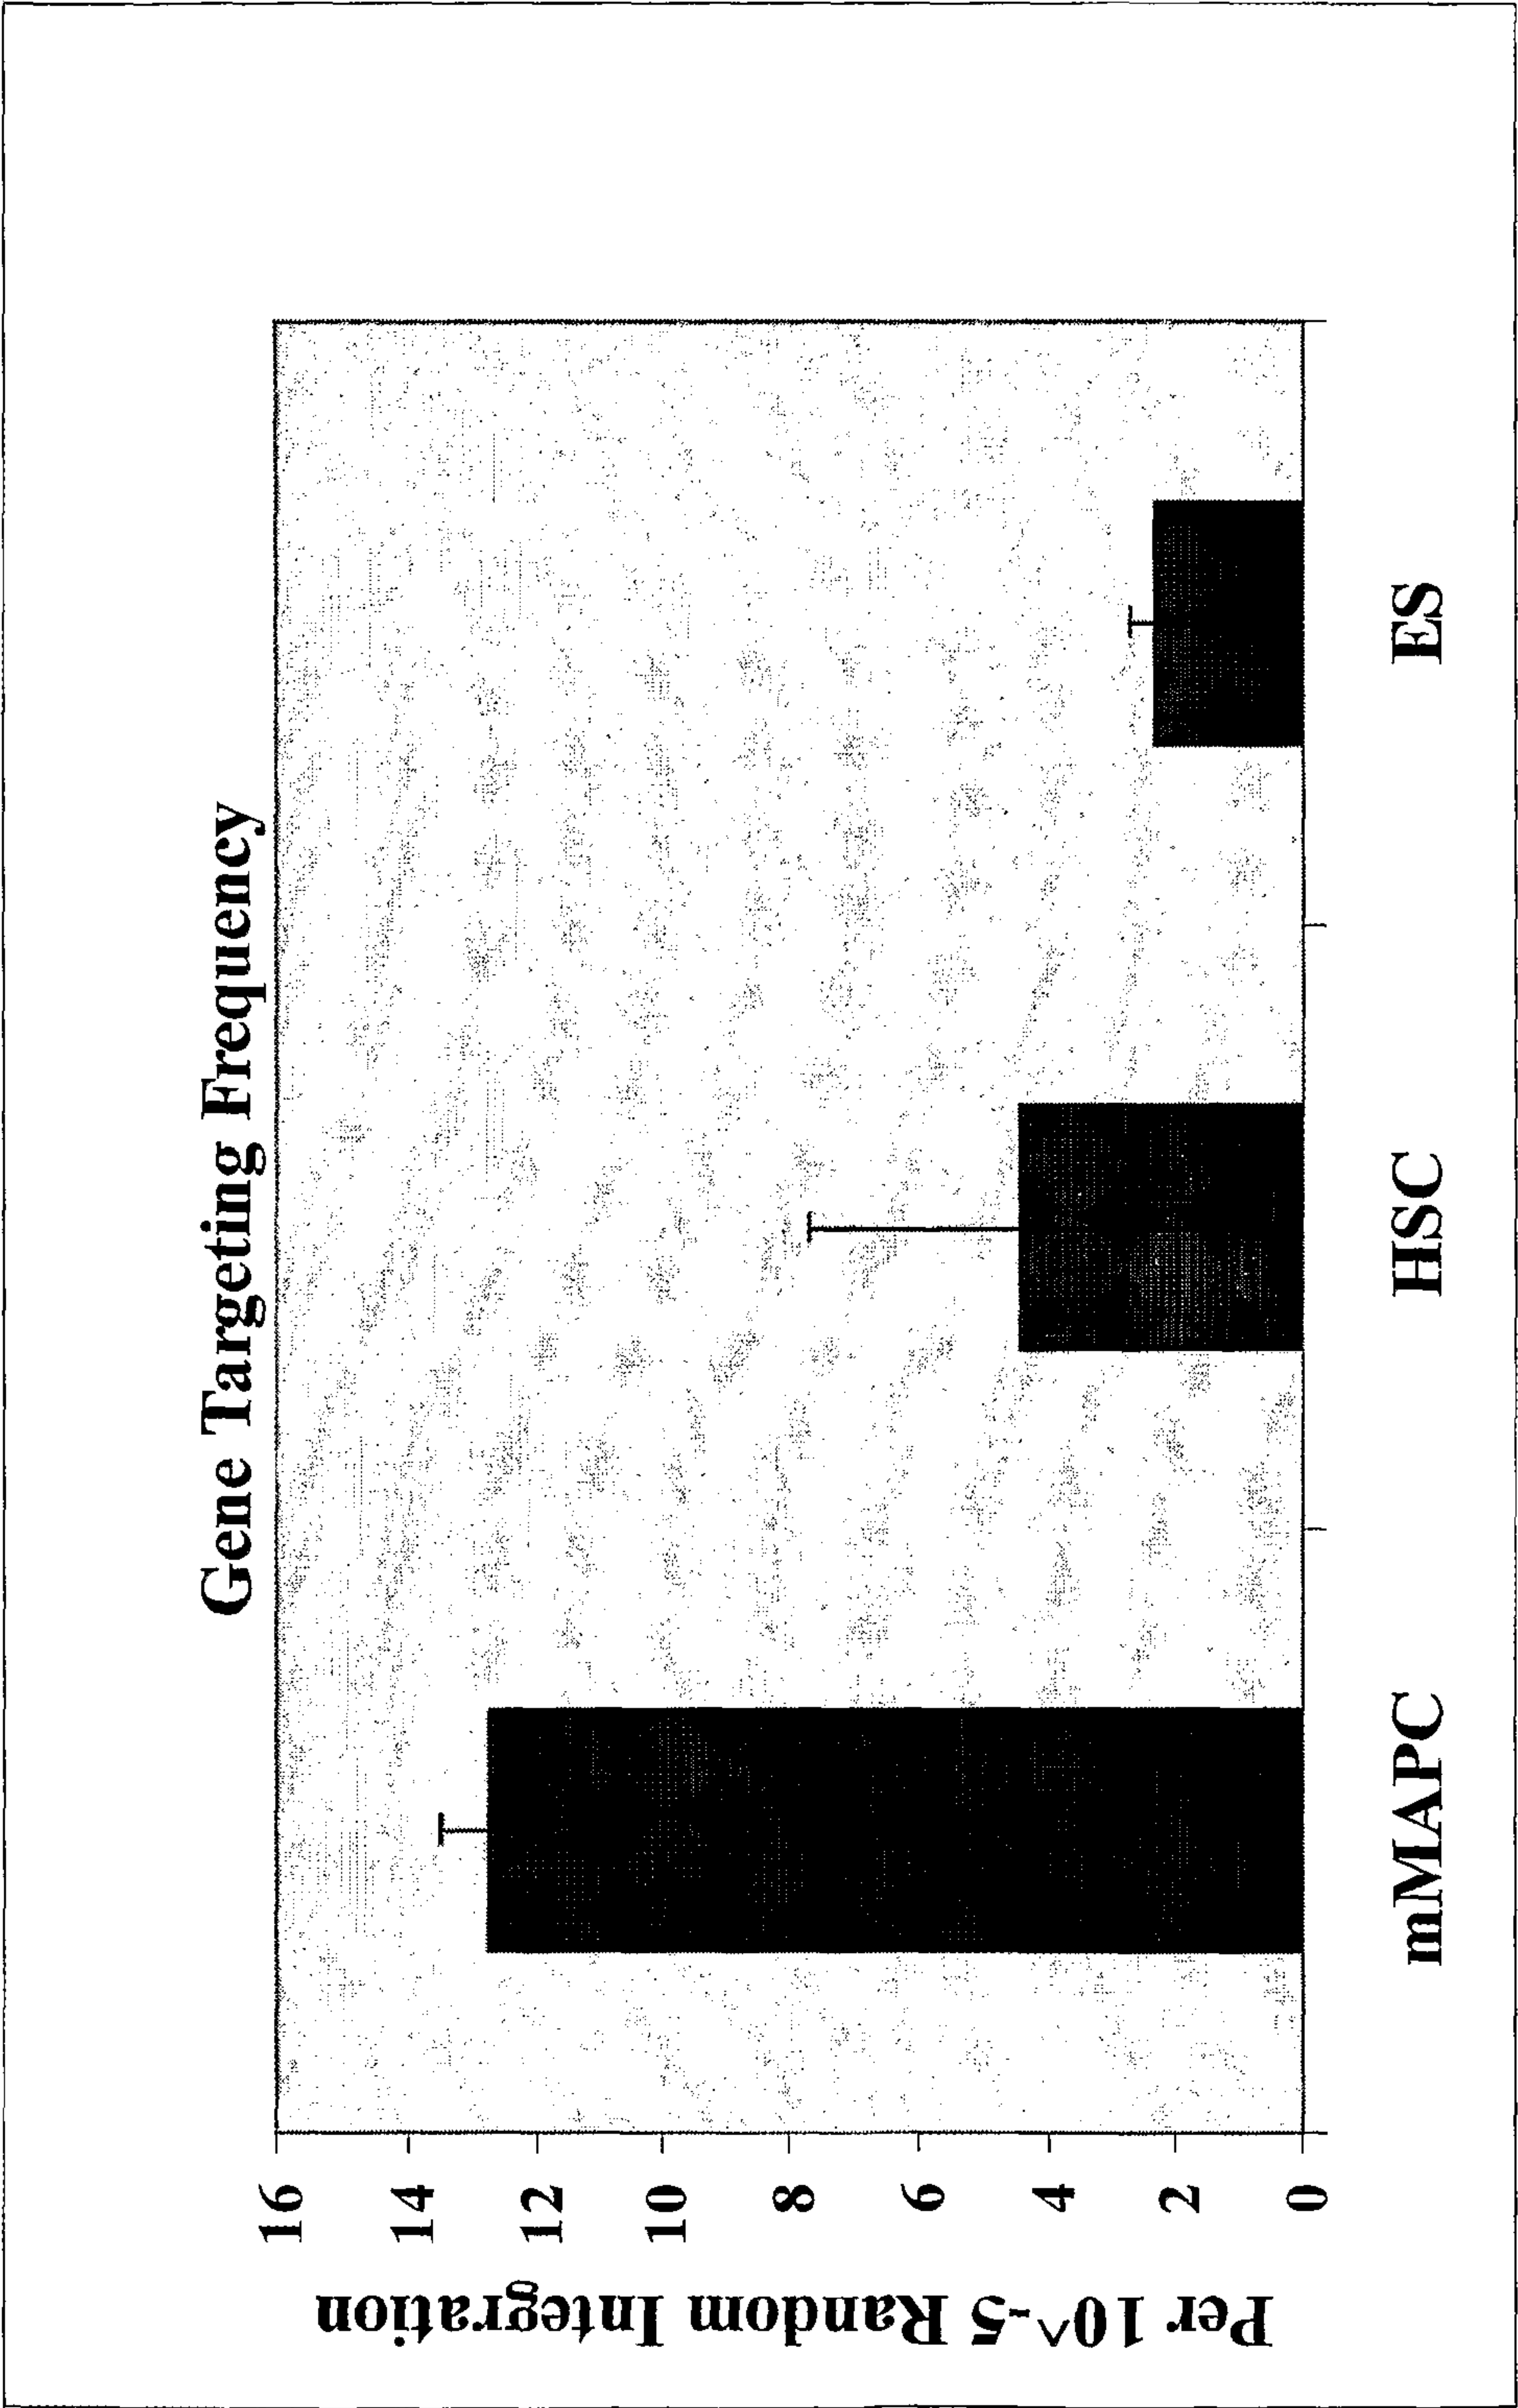 Gene Targeting Frequency
Per 10^-5 Random Integration
16
14
12
10
8
6
4
2
0
mMAPC
HSC
ES